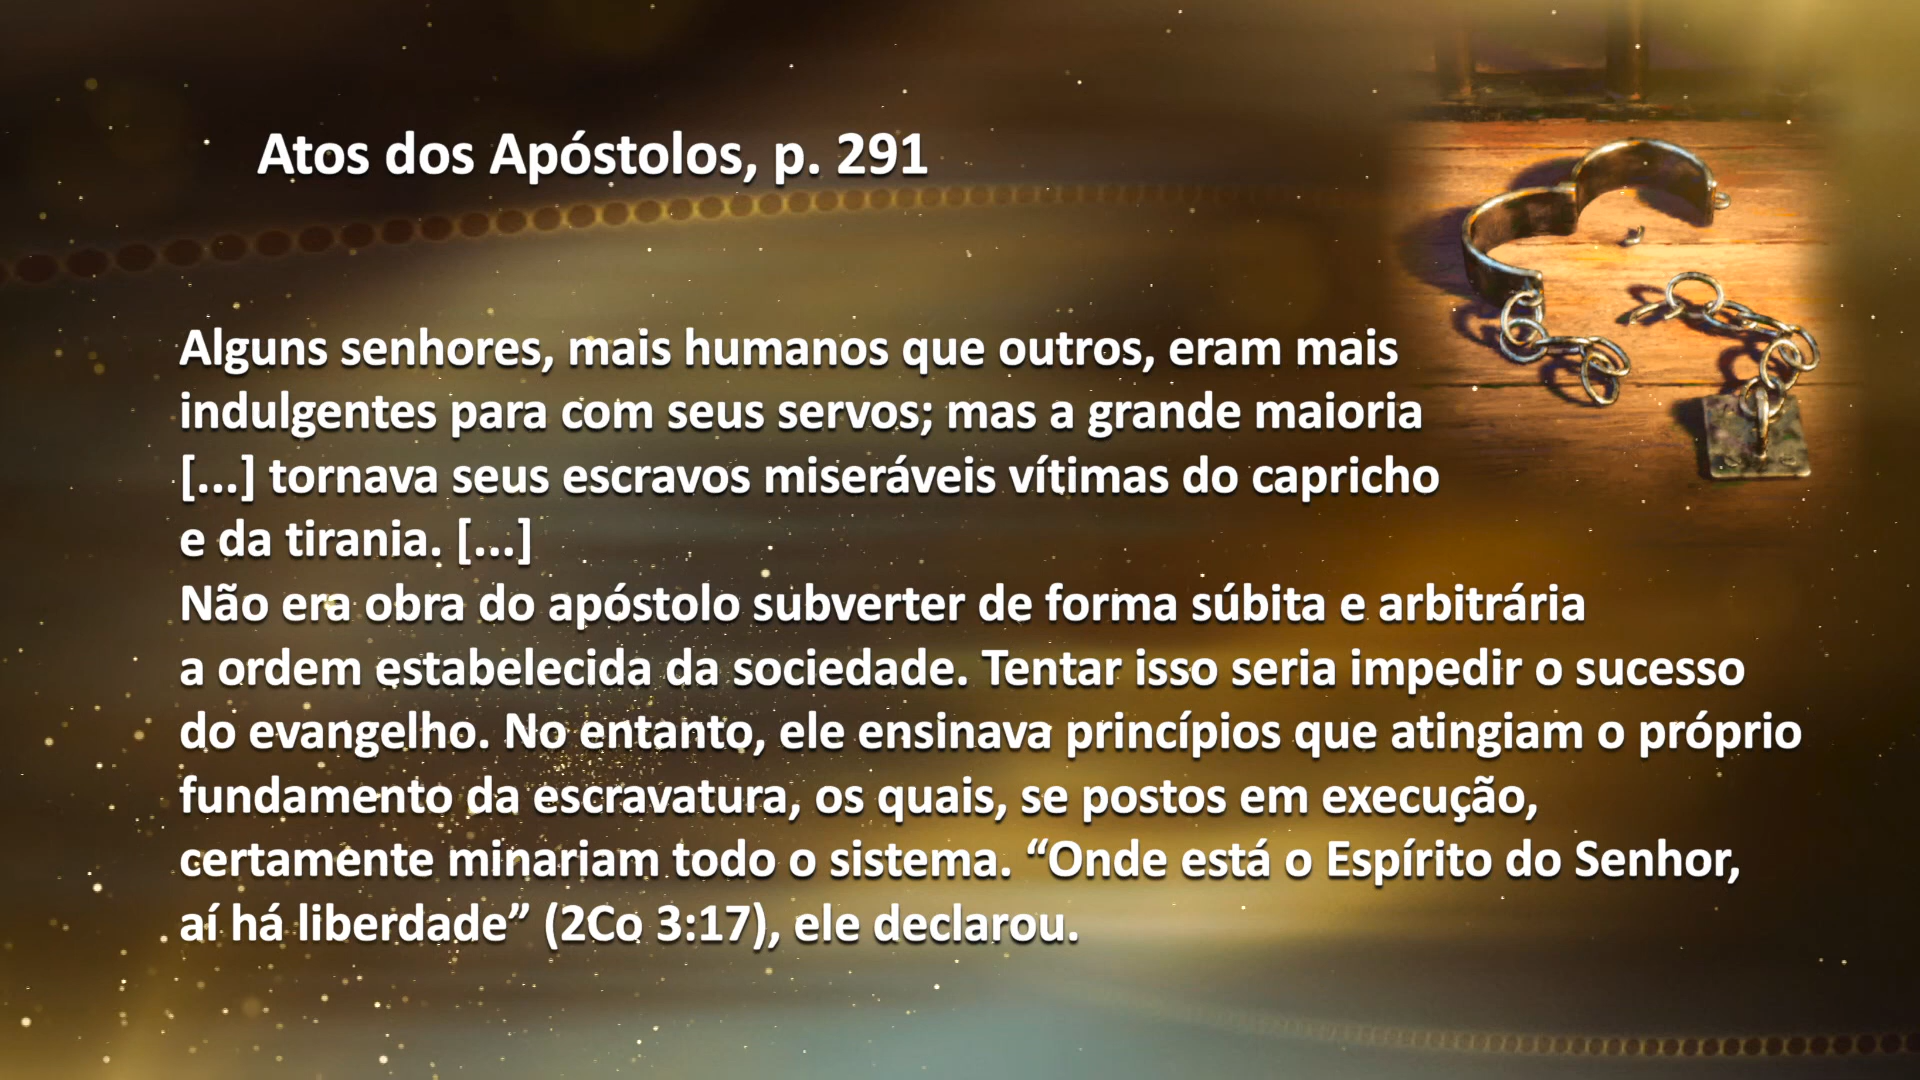 Atos dos Apóstolos, p. 291
Alguns senhores, mais humanos que outros, eram mais
indulgentes para com seus servos; mas a grande maioria
[...] tornava seus escravos miseráveis vítimas do capricho
e da tirania. [...]
Não era obra do apóstolo subverter de forma súbita e arbitrária
a ordem estabelecida da sociedade. Tentar isso seria impedir o sucesso
do evangelho. No entanto, ele ensinava princípios que atingiam o próprio
fundamento da escravatura, os quais, se postos em execução,
certamente minariam todo o sistema. “Onde está o Espírito do Senhor,
aí há liberdade” (2Co 3:17), ele declarou.